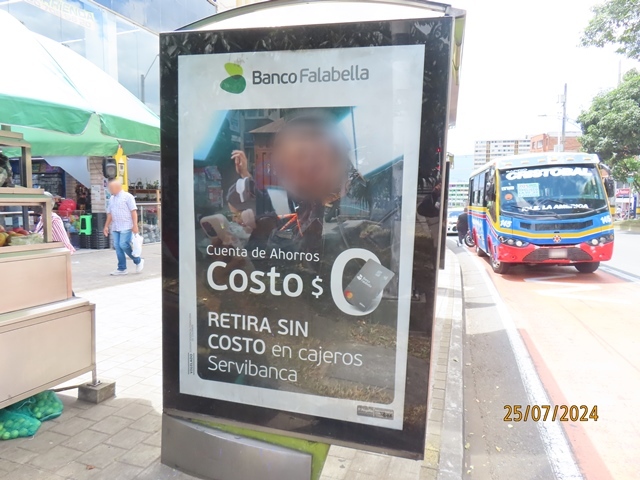 Banco Falabella
Cuenta de Ahorros
Costo $0
RETIRA SIN
COSTO en cajeros
Servibanca
CRISTOBAL
25/07/2024